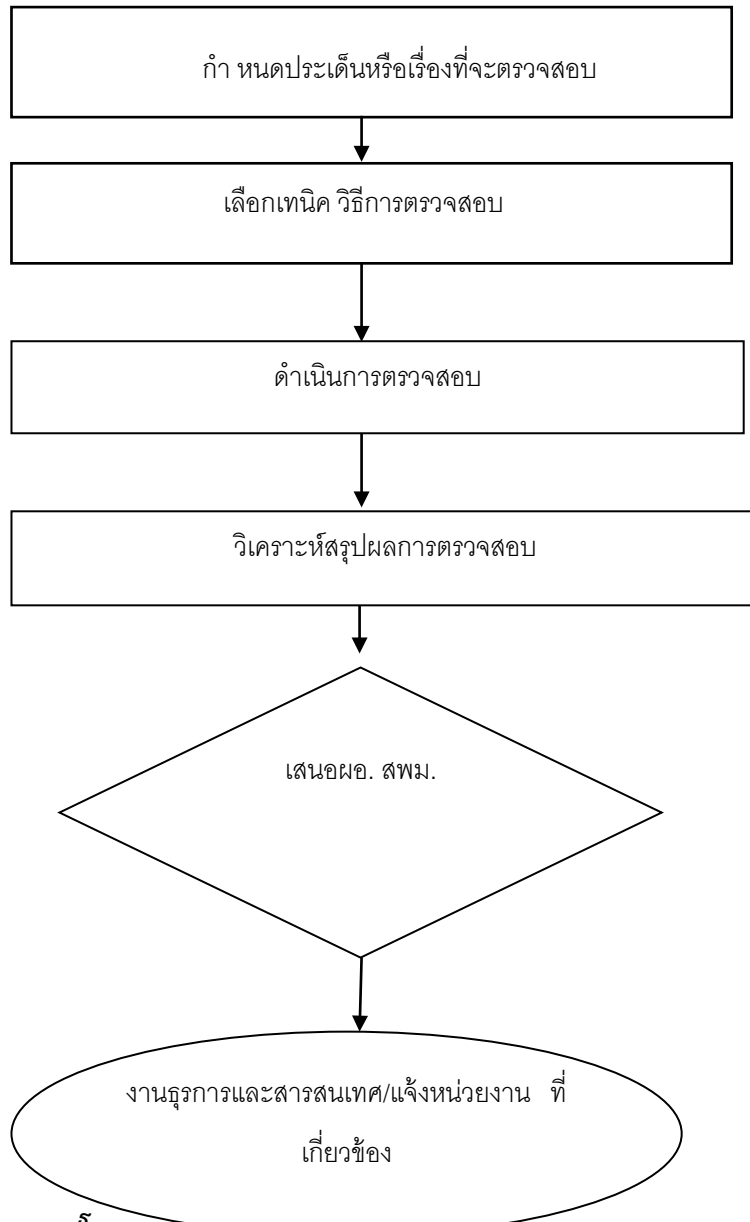 กำ หนดประเด็นหรือเรื่องที่จะตรวจสอบ
เลือกเทนิค วิธีการตรวจสอบ
ดำเนินการตรวจสอบ
วิเคราะห์สรุปผลการตรวจสอบ
เสนอผอ. สพม.
งานธุรการและสารสนเทศ/แจ้งหน่วยงาน ที่
เกี่ยวข้อง